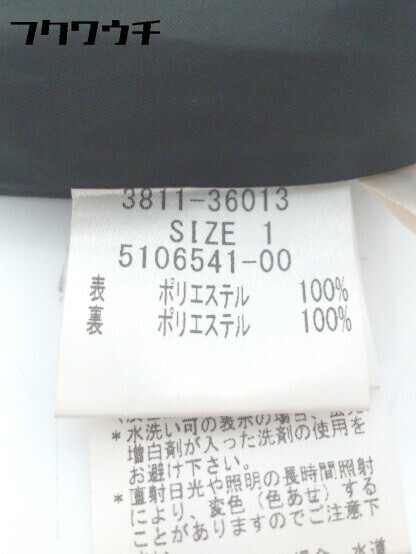 フクワウチ
3811-36013
SIZE 1
5106541-00
表 ポリエステル 100%
裏 ポリエステル 100%
*水洗い可の表示の場合、蛍光
増白剤が入った洗剤の使用を
お避け下さい。
*直射日光や照明の長時間照射
により、変色（色あせ）する
ことがありますのでご注意下